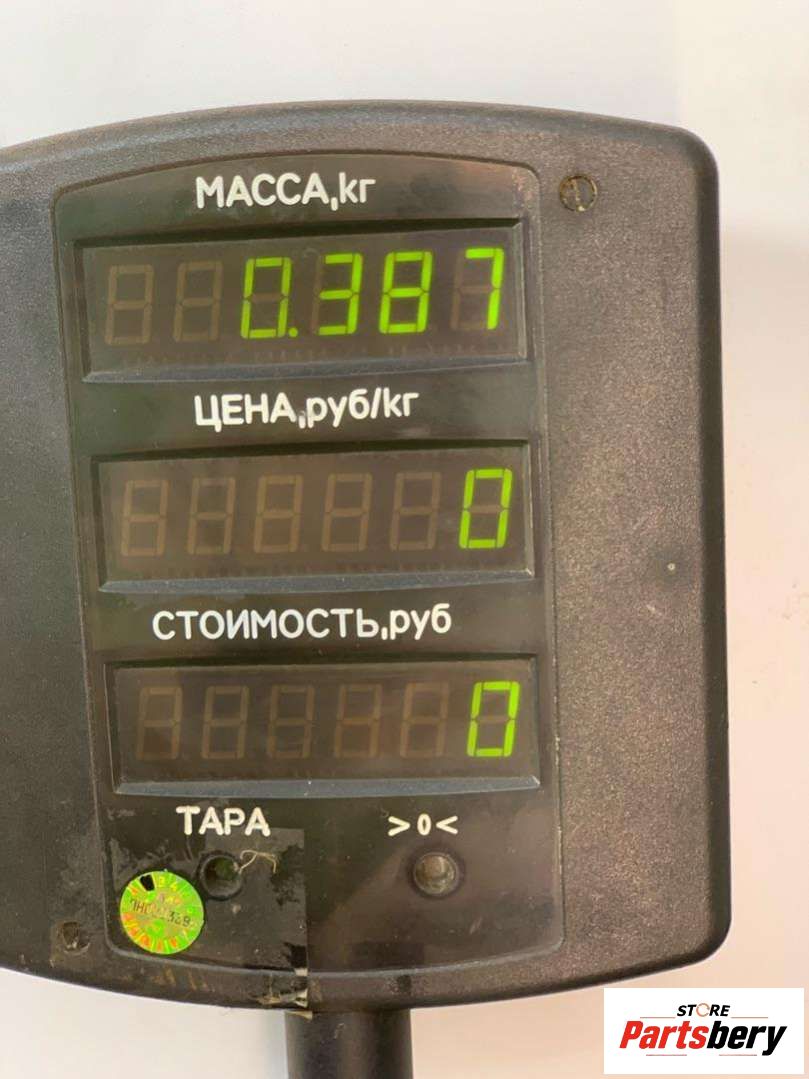 МАССА,кг
0.387
ЦЕНА,руб/кг
0
СТОИМОСТЬ,руб
0
ТАРА >0<
STORE
Partsbery